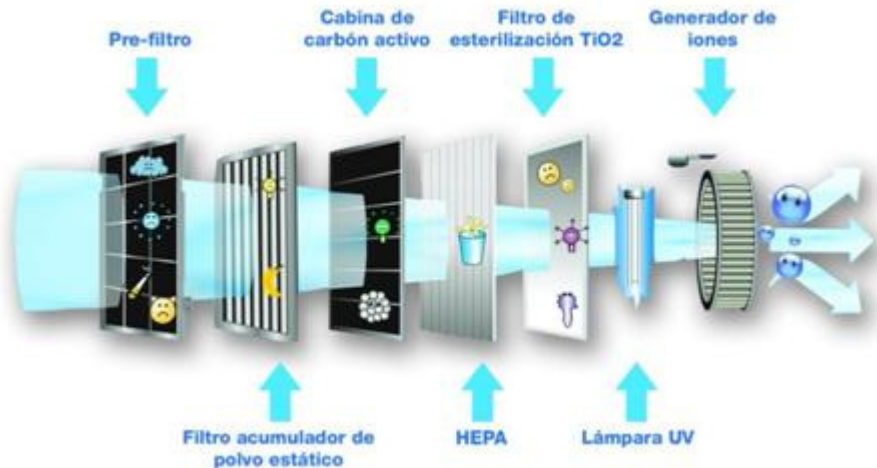 Pre-filtro
Cabina de
carbón activo
Filtro de
esterilización TiO2
Generador de
iones
Filtro acumulador de
polvo estático
HEPA
Lámpara UV